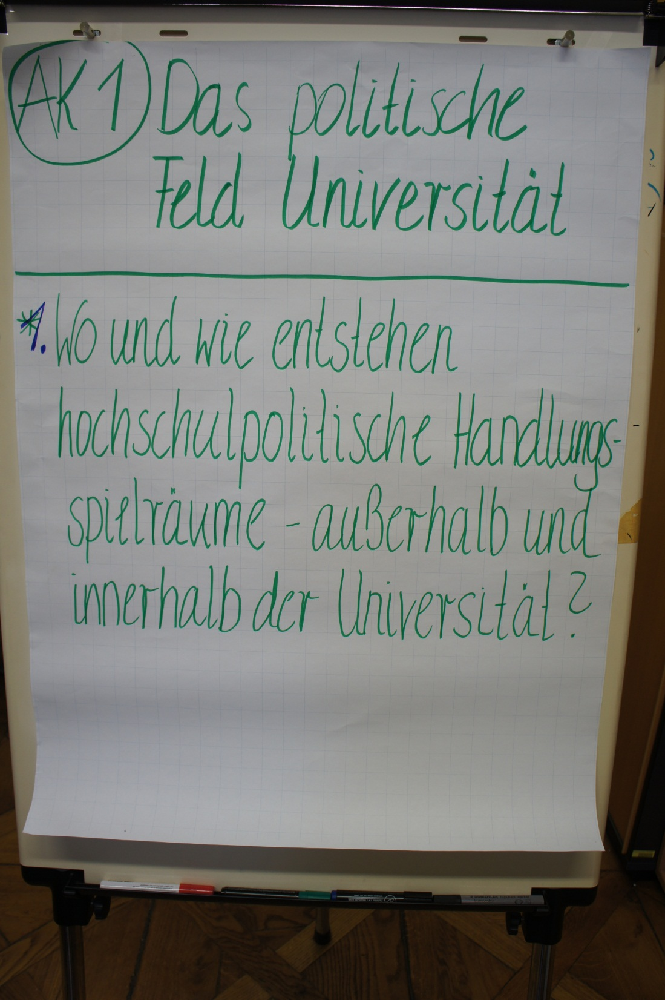 AK 1 Das politische
Feld Universität
*1. Wo und wie entstehen
hochschulpolitische Handlungs-
spielräume - außerhalb und
innerhalb der Universität?
STAEDTLER